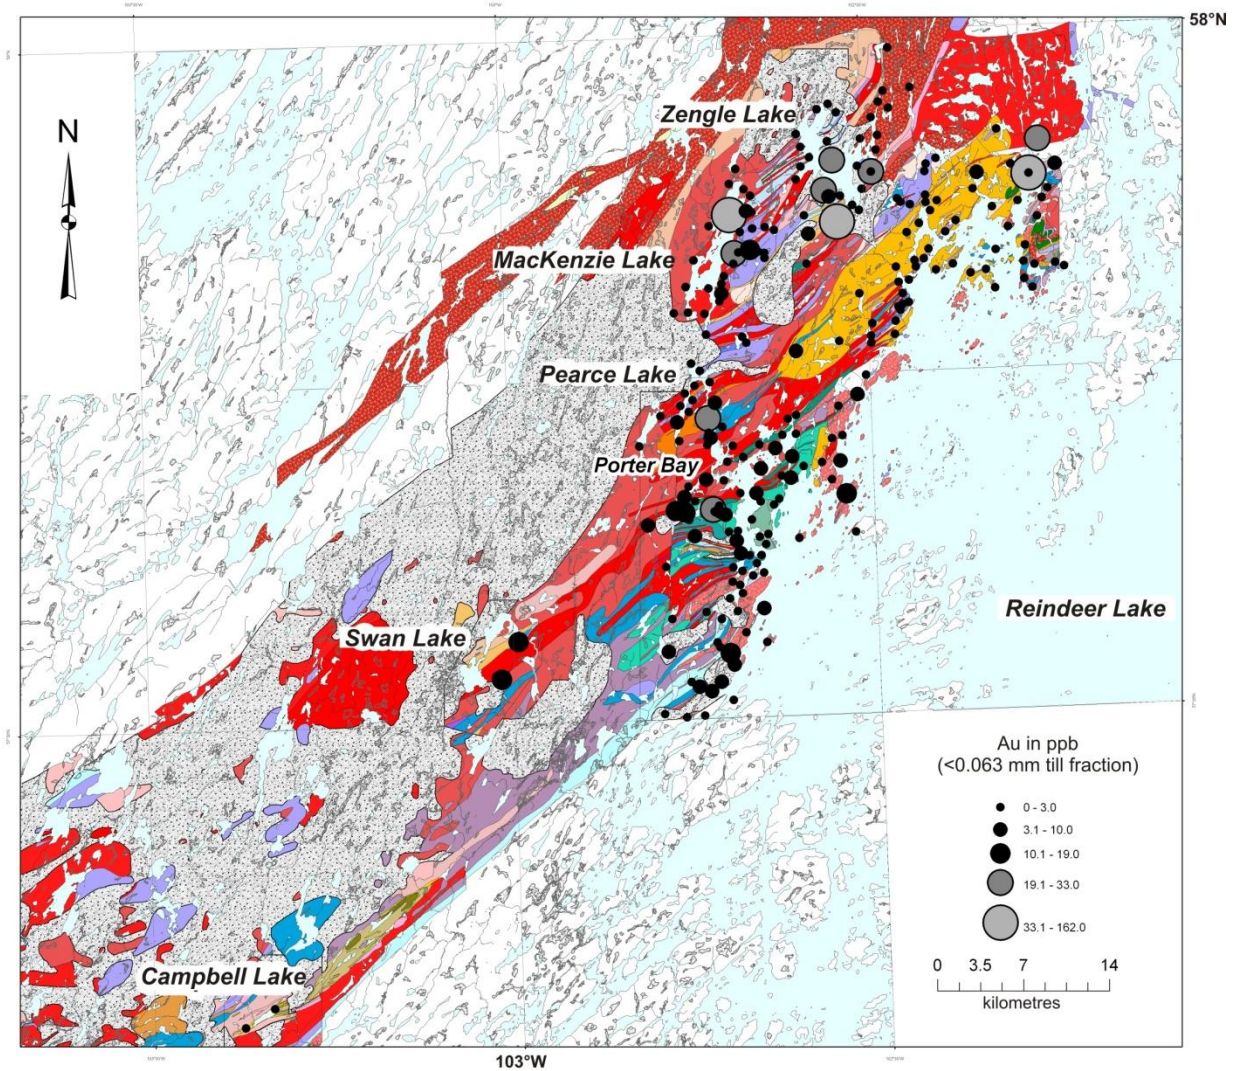 58°N
Zengle Lake
N
MacKenzie Lake
Pearce Lake
Porter Bay
Reindeer Lake
Swan Lake
Au in ppb
(<0.063 mm till fraction)
0 - 3.0
3.1 - 10.0
10.1 - 19.0
19.1 - 33.0
33.1 - 162.0
Campbell Lake
0 3.5 7 14
kilometres
103°W